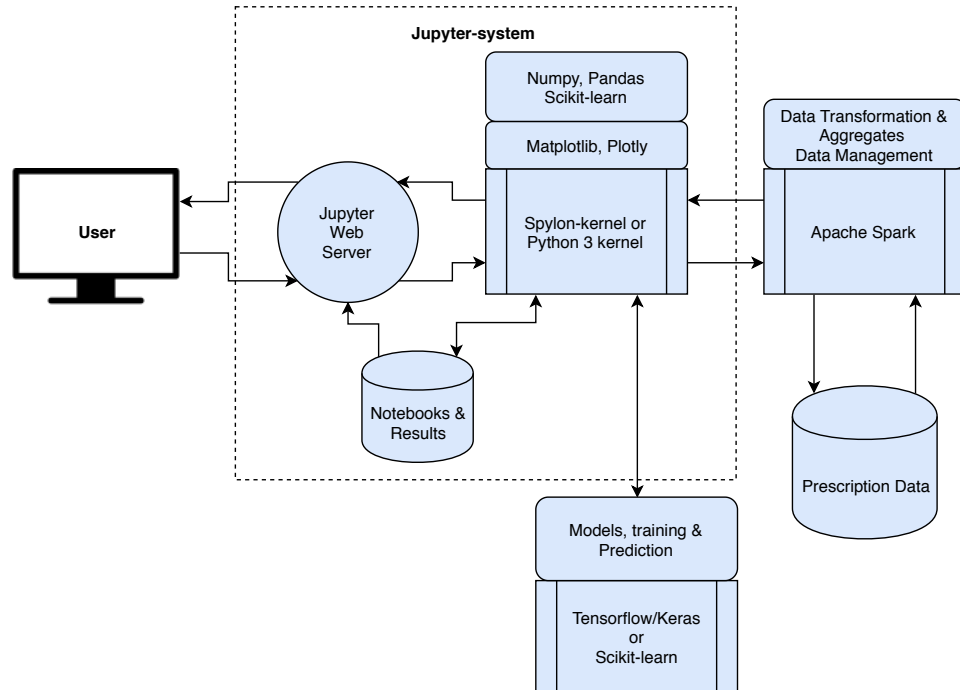 Jupyter-system
Numpy, Pandas
Scikit-learn
Matplotlib, Plotly
Data Transformation &
Aggregates
Data Management
User
Jupyter
Web
Server
Spylon-kernel or
Python 3 kernel
Apache Spark
Notebooks &
Results
Prescription Data
Models, training &
Prediction
Tensorflow/Keras
or
Scikit-learn